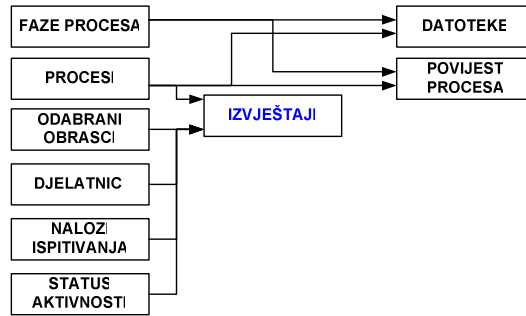 FAZE PROCESA
DATOTEKE
PROCESI
POVIJEST
PROCESA
IZVJEŠTAJI
ODABRANI
OBRASCI
DJELATNIC
NALOZI
ISPITIVANJA
STATUS
AKTIVNOSTI